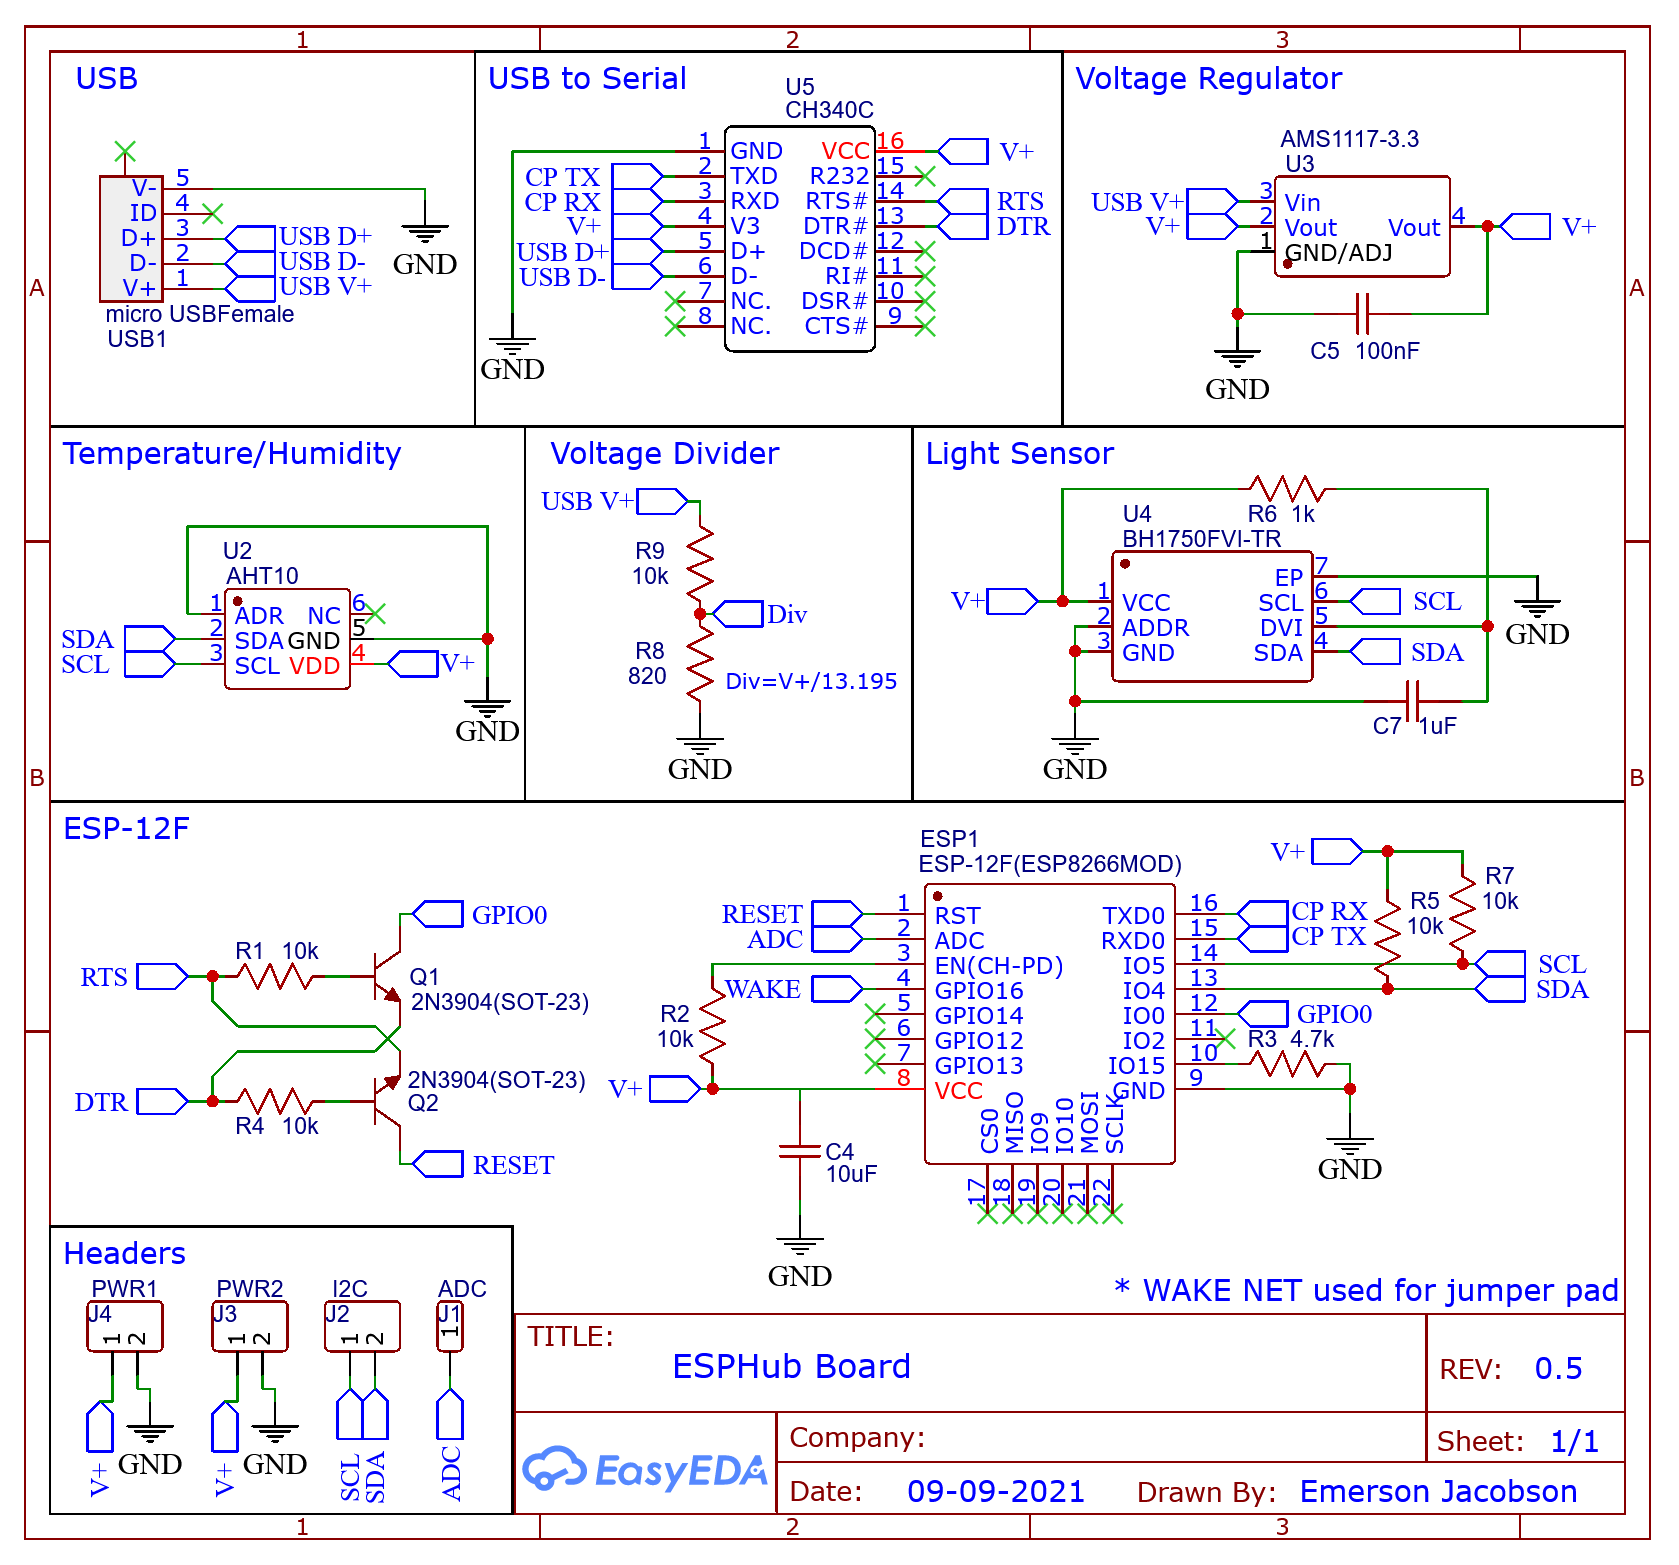 1
2
3
A
A
B
B
USB
V-
5
ID
4
D+
3
USB D+
D-
2
USB D-
V+
1
USB V+
micro USBFemale
USB1
GND
USB to Serial
U5
CH340C
1
GND
VCC
16
V+
CP TX
2
TXD
R232
15
CP RX
3
RXD
RTS#
14
RTS
V+
4
V3
DTR#
13
DTR
USB D+
5
D+
DCD#
12
USB D-
6
D-
RI#
11
7
NC.
DSR#
10
8
NC.
CTS#
9
GND
Voltage Regulator
AMS1117-3.3
U3
USB V+
3
Vin
V+
2
Vout
Vout
4
V+
1
GND/ADJ
C5 100nF
GND
Temperature/Humidity
U2
AHT10
1
ADR
NC
6
SDA
2
SDA
GND
5
SCL
3
SCL
VDD
4
V+
GND
Voltage Divider
USB V+
R9
10k
Div
R8
820
Div=V+/13.195
GND
Light Sensor
R6 1k
U4
BH1750FVI-TR
EP
7
V+
1
VCC
SCL
6
SCL
2
ADDR
DVI
5
3
GND
SDA
4
SDA
GND
C7 1uF
GND
ESP-12F
GPIO0
R1 10k
RTS
Q1
2N3904(SOT-23)
2N3904(SOT-23)
Q2
DTR
R4 10k
RESET
ESP1
ESP-12F(ESP8266MOD)
RESET
1
RST
TXD0
16
CP RX
ADC
2
ADC
RXD0
15
CP TX
3
EN(CH-PD)
IO5
14
SCL
WAKE
4
GPIO16
IO4
13
SDA
5
GPIO14
IO0
12
GPIO0
6
GPIO12
IO2
11
7
GPIO13
IO15
10
V+
8
VCC
GND
9
R2
10k
R3 4.7k
V+
R5
10k
R7
10k
CS0
MISO
IO9
IO10
MOSI
SCLK
17
18
19
20
21
22
C4
10uF
GND
GND
* WAKE NET used for jumper pad
Headers
PWR1
J4
1
2
V+
GND
PWR2
J3
1
2
V+
GND
I2C
J2
1
2
SCL
SDA
ADC
J1
1
ADC
TITLE:
ESPHub Board
REV: 0.5
EasyEDA
Company:
Sheet: 1/1
Date: 09-09-2021
Drawn By: Emerson Jacobson
1
2
3